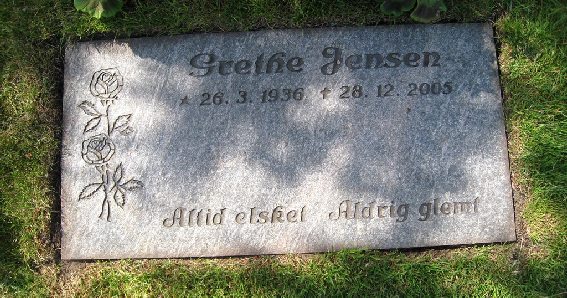 Grethe Jensen
* 26. 3. 1936 † 28. 12. 2005
Altid elsket Aldrig glemt